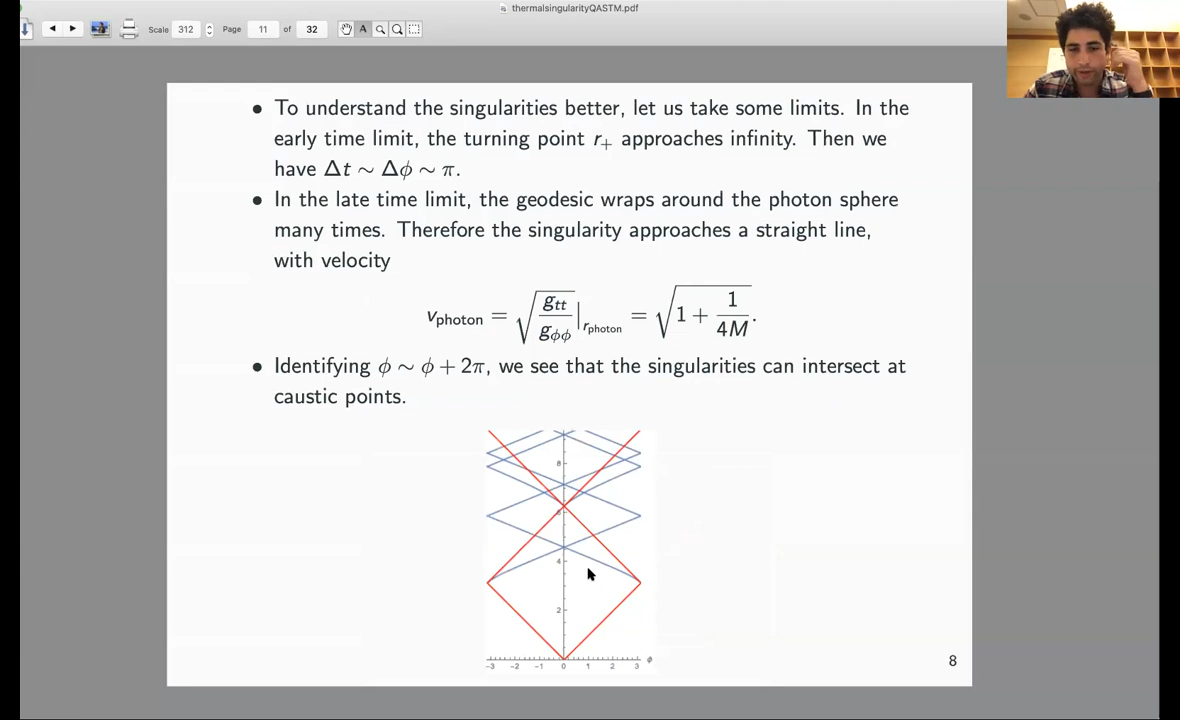 thermalsingularityQASTM.pdf
Scale 312 Page 11 of 32 A
• To understand the singularities better, let us take some limits. In the
early time limit, the turning point r₊ approaches infinity. Then we
have Δt ∼ Δϕ ∼ π.
• In the late time limit, the geodesic wraps around the photon sphere
many times. Therefore the singularity approaches a straight line,
with velocity
v_photon = √(g_tt / g_ϕϕ) |_{r_photon} = √(1 + 1/(4M)).
• Identifying ϕ ∼ ϕ + 2π, we see that the singularities can intersect at
caustic points.
8
6
4
2
-3 -2 -1 0 1 2 3 ϕ
8